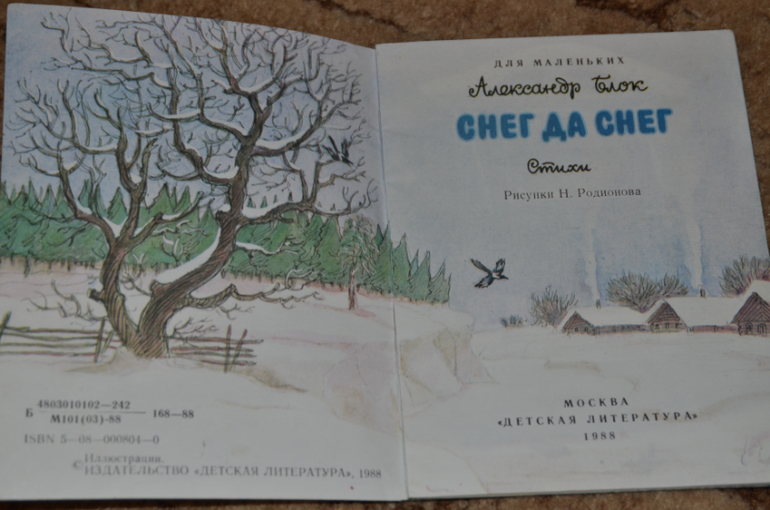 Б 4803010102—242
М101(03)-88 168—88
ISBN 5—08—000804—0
© Иллюстрации.
ИЗДАТЕЛЬСТВО «ДЕТСКАЯ ЛИТЕРАТУРА», 1988
ДЛЯ МАЛЕНЬКИХ
Александр Блок
СНЕГ ДА СНЕГ
Стихи
Рисунки Н. Родионова
МОСКВА
«ДЕТСКАЯ ЛИТЕРАТУРА»
1988